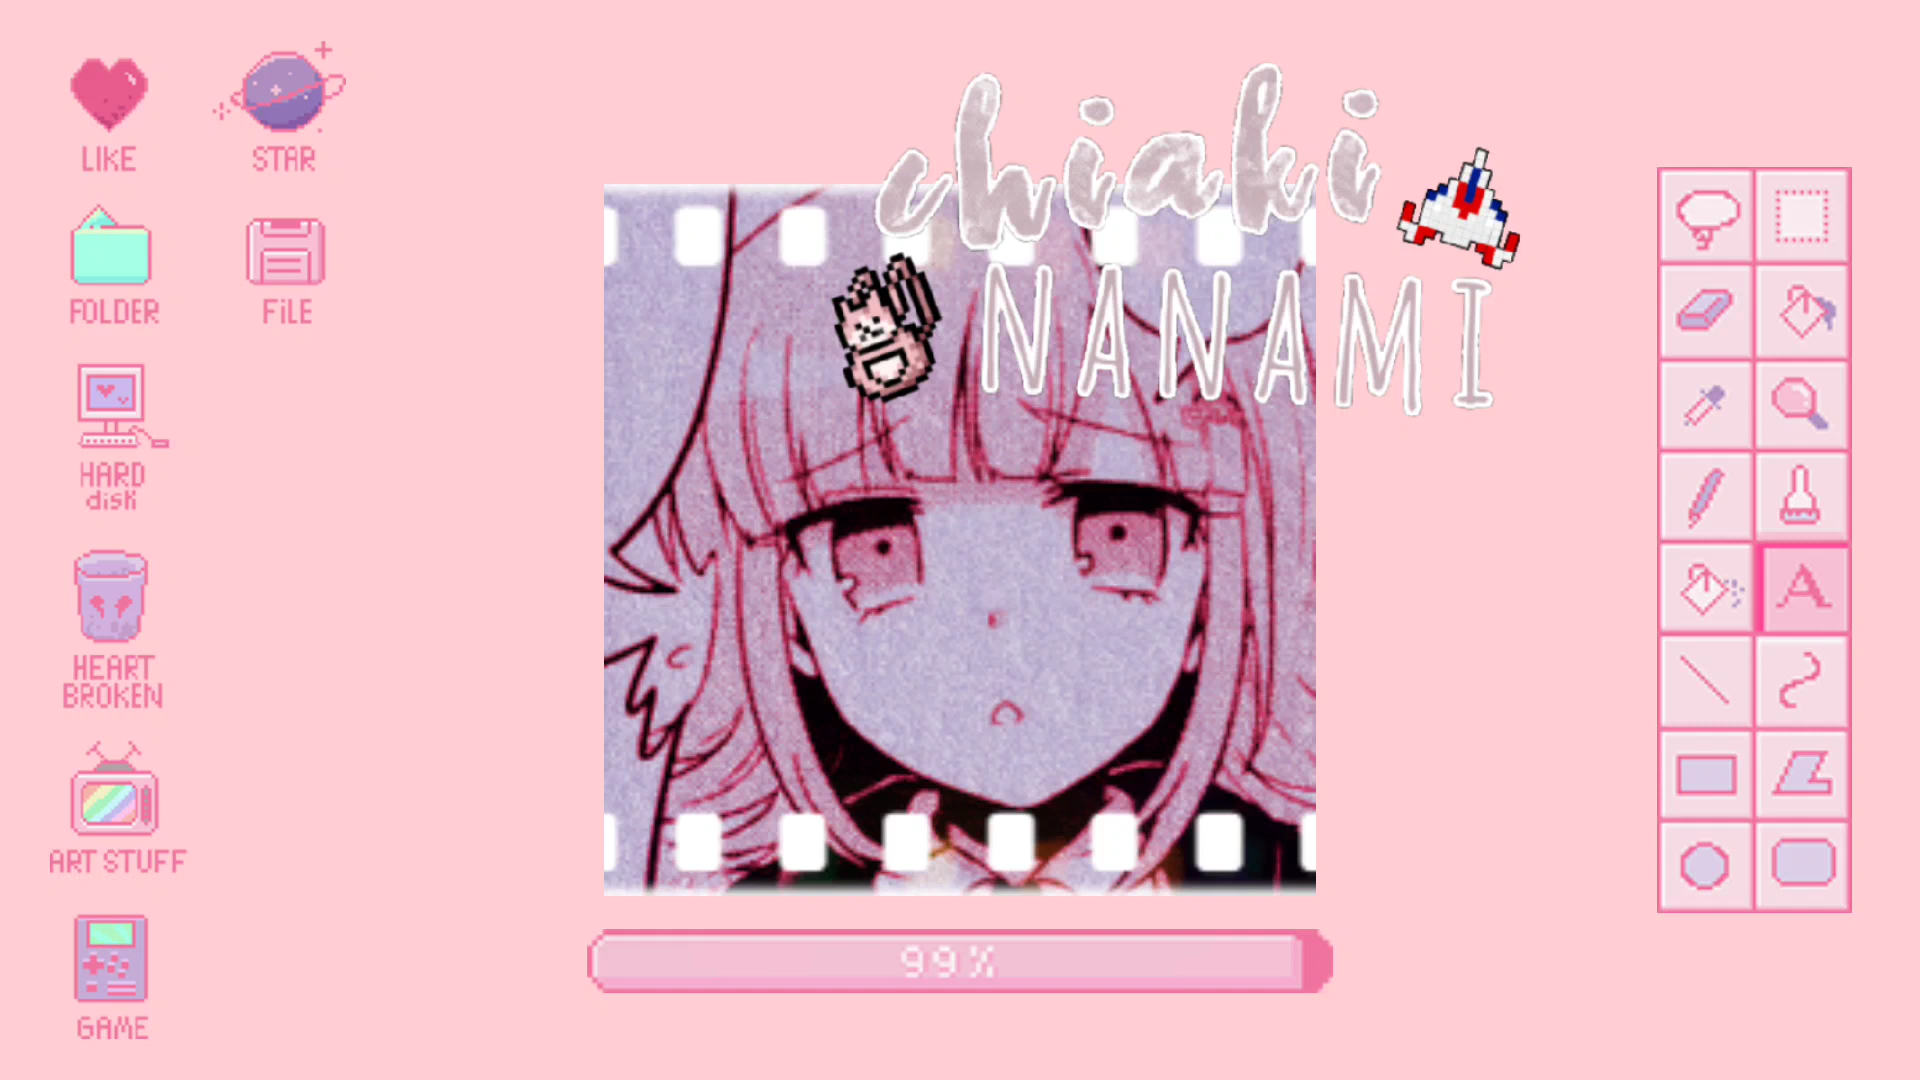 LIKE
STAR
FOLDER
FiLE
HARD
disk
HEART
BROKEN
ART STUFF
GAME
chiaki
NANAMI
99%
A